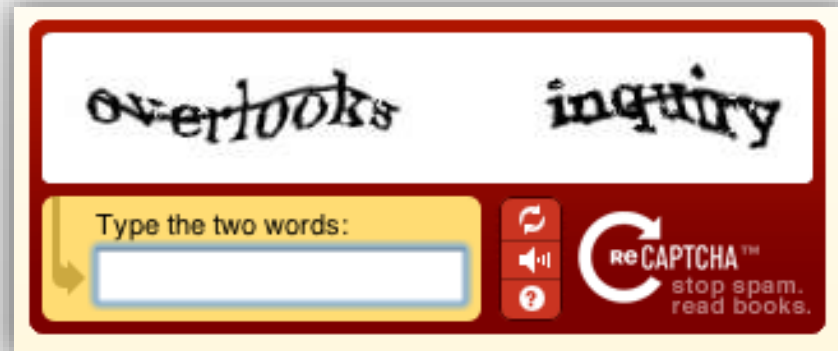 overlooks inquiry
Type the two words:
?
reCAPTCHA™
stop spam.
read books.